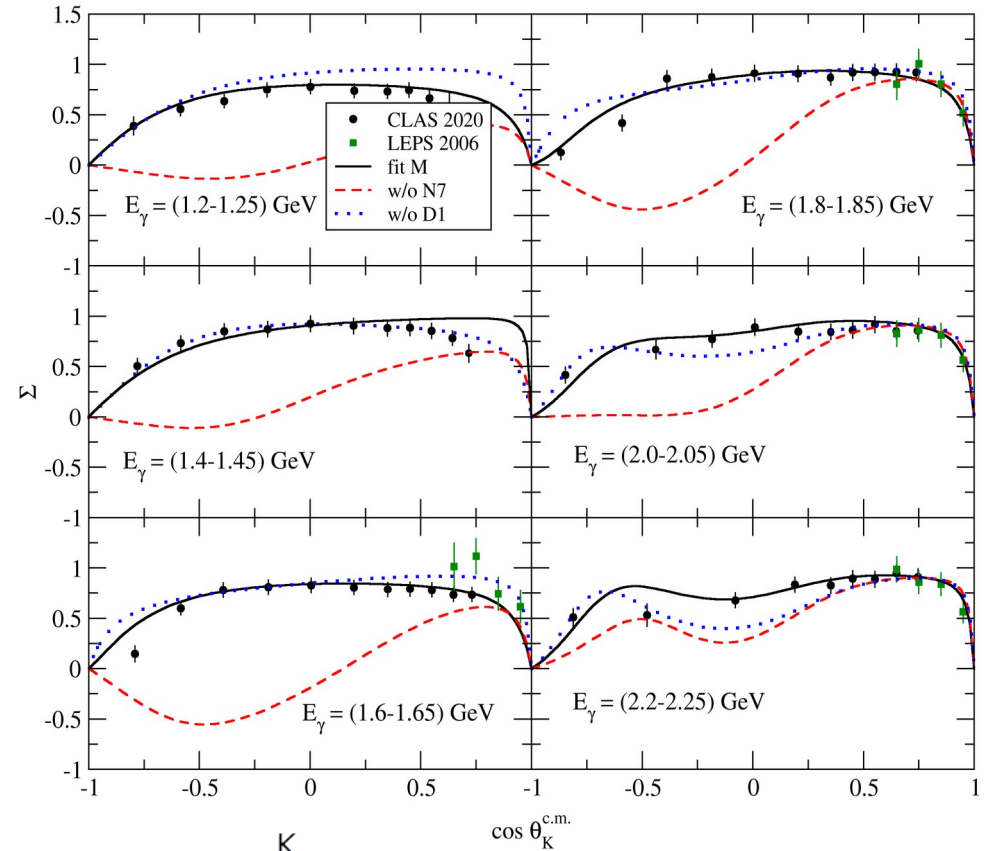 1.5
1
0.5
0
-0.5
-1
CLAS 2020
LEPS 2006
fit M
w/o N7
w/o D1
E_γ = (1.2-1.25) GeV
E_γ = (1.8-1.85) GeV
1
0.5
0
-0.5
-1
E_γ = (1.4-1.45) GeV
E_γ = (2.0-2.05) GeV
Σ
1
0.5
0
-0.5
-1
E_γ = (1.6-1.65) GeV
E_γ = (2.2-2.25) GeV
-1 -0.5 0 0.5 -1 -0.5 0 0.5 1
cos θ_K^c.m.
K